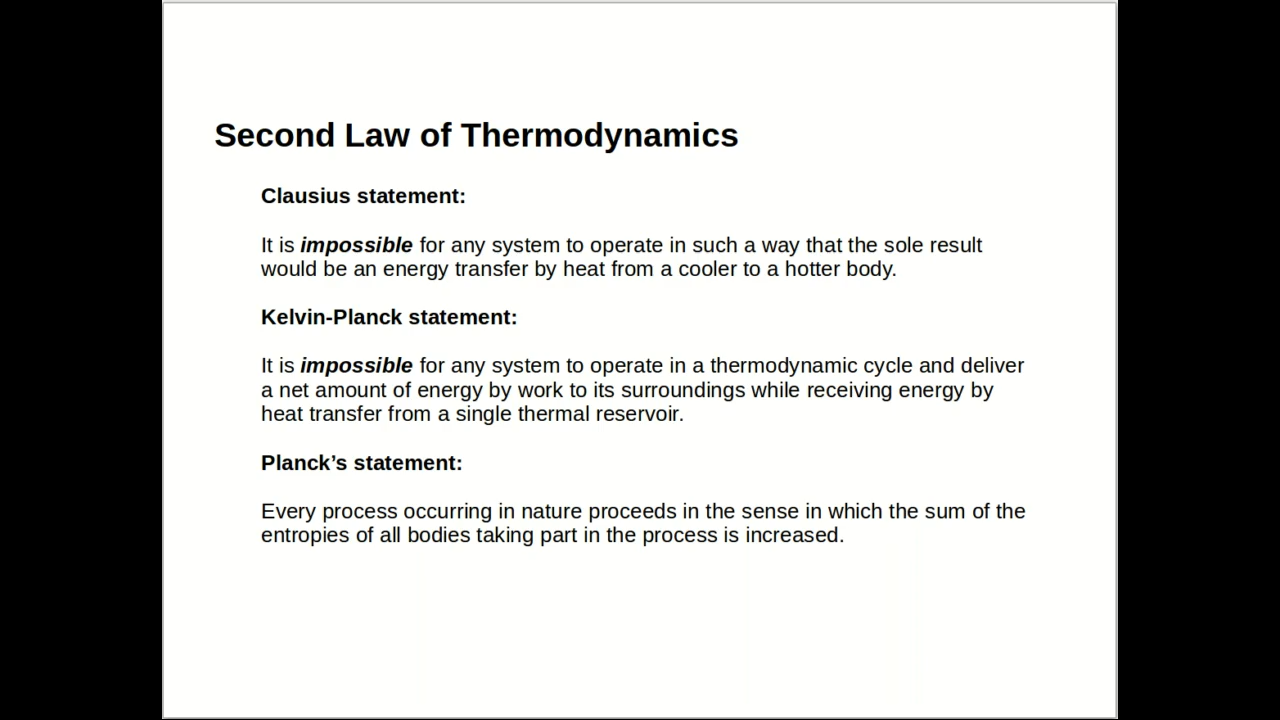 Second Law of Thermodynamics
Clausius statement:
It is impossible for any system to operate in such a way that the sole result
would be an energy transfer by heat from a cooler to a hotter body.
Kelvin-Planck statement:
It is impossible for any system to operate in a thermodynamic cycle and deliver
a net amount of energy by work to its surroundings while receiving energy by
heat transfer from a single thermal reservoir.
Planck’s statement:
Every process occurring in nature proceeds in the sense in which the sum of the
entropies of all bodies taking part in the process is increased.